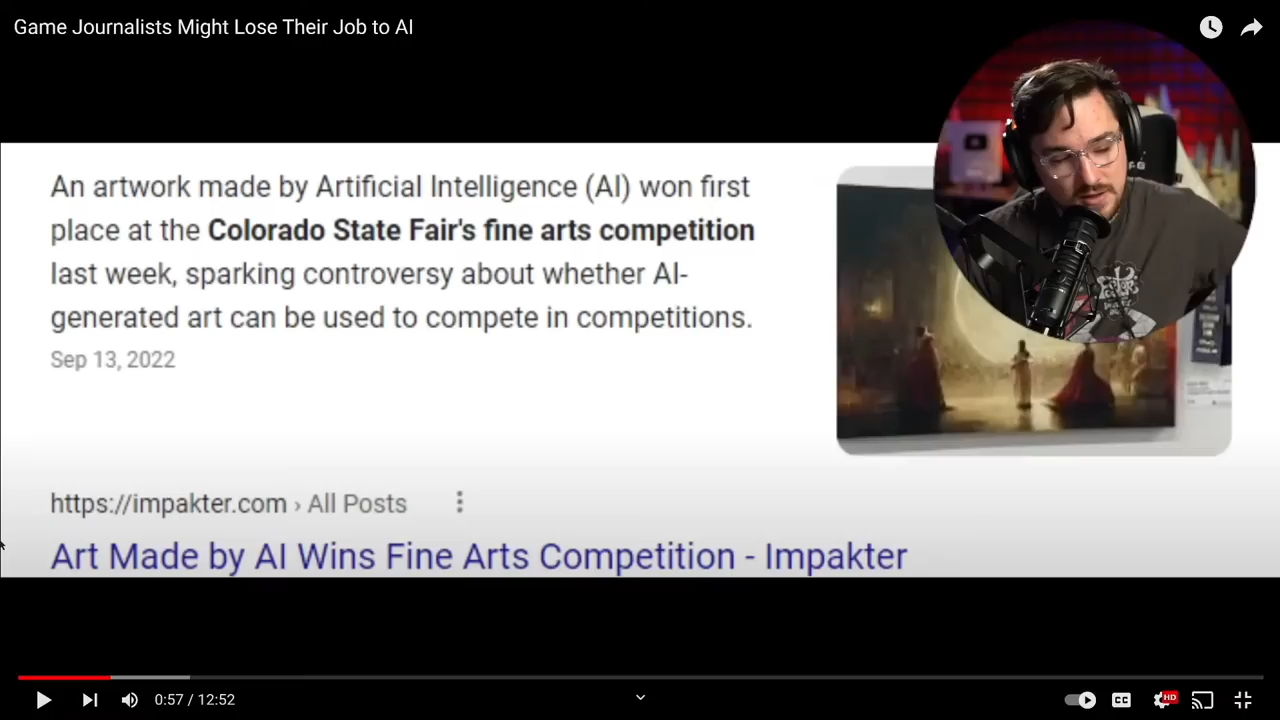 Game Journalists Might Lose Their Job to AI
An artwork made by Artificial Intelligence (AI) won first
place at the Colorado State Fair's fine arts competition
last week, sparking controversy about whether AI-
generated art can be used to compete in competitions.
Sep 13, 2022
https://impakter.com › All Posts
Art Made by AI Wins Fine Arts Competition - Impakter
0:57 / 12:52
CC
HD